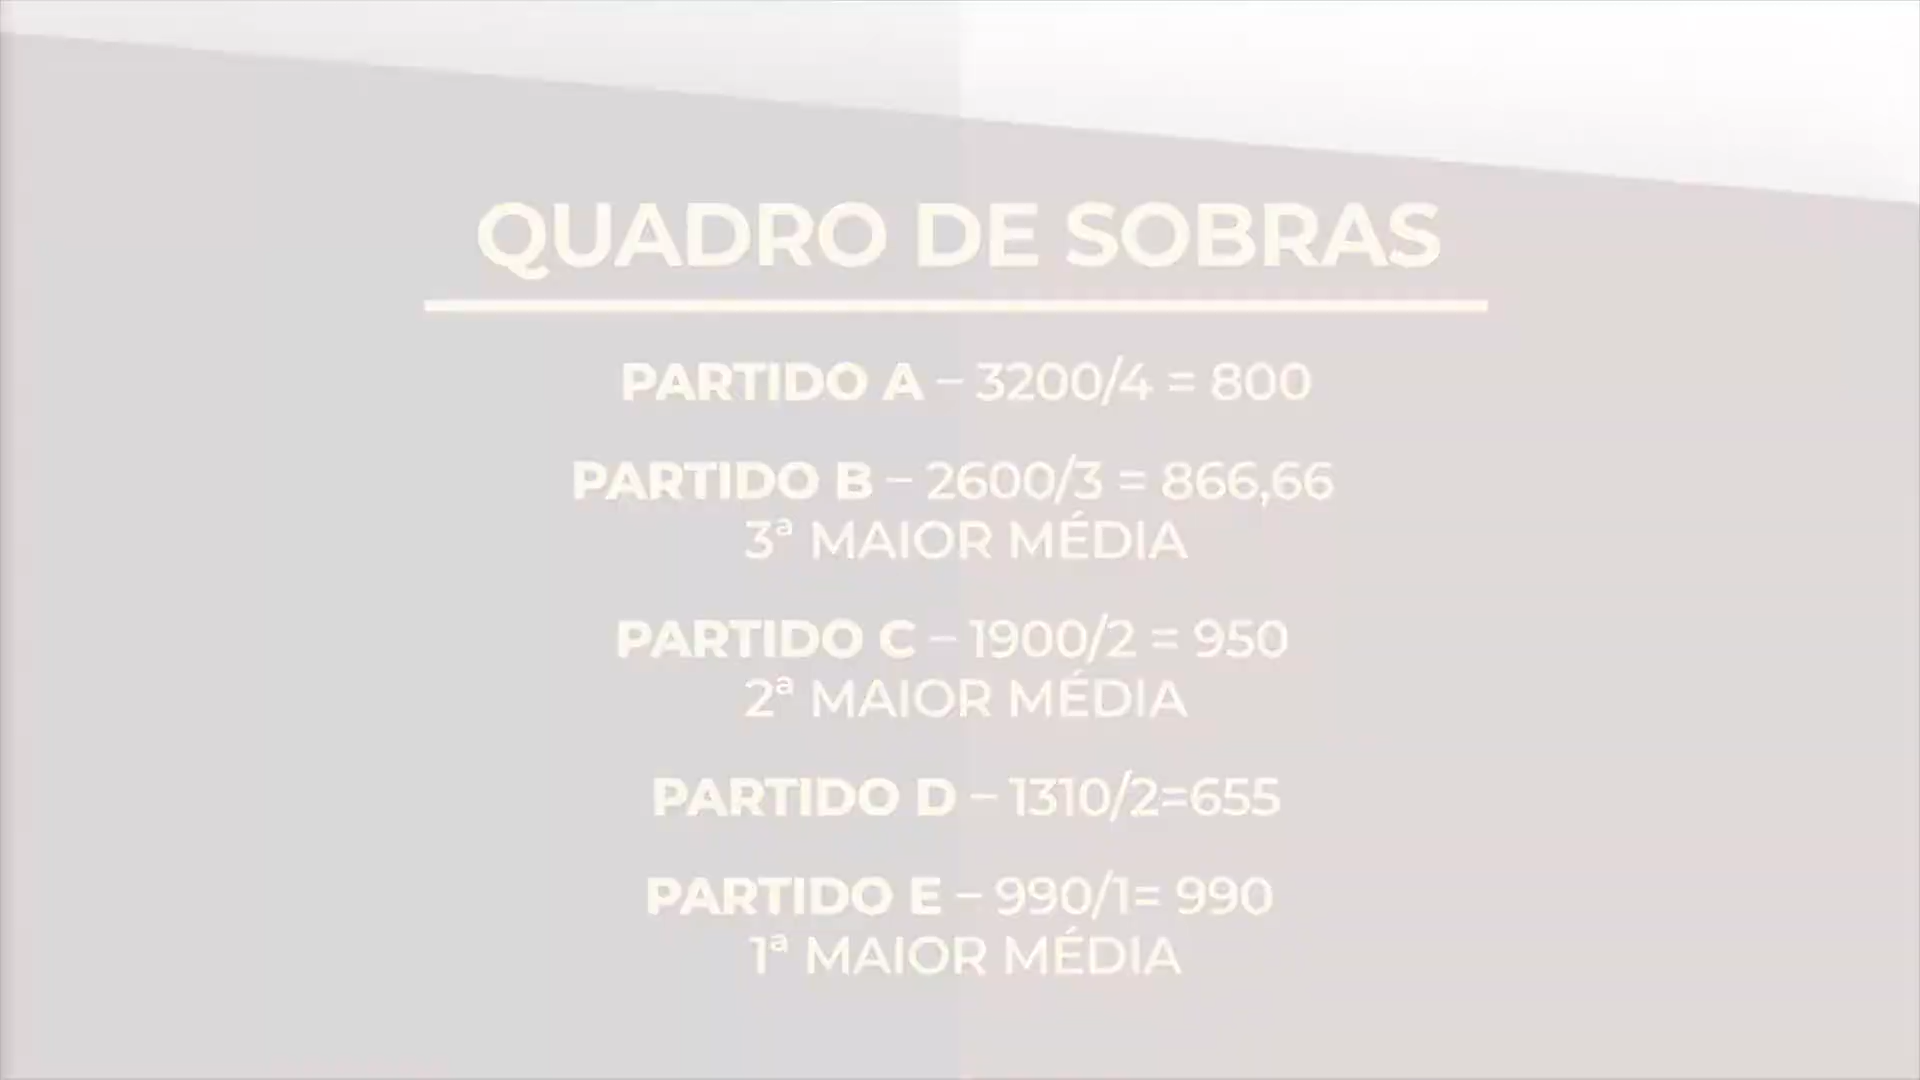 QUADRO DE SOBRAS
PARTIDO A – 3200/4 = 800
PARTIDO B – 2600/3 = 866,66
3ª MAIOR MÉDIA
PARTIDO C – 1900/2 = 950
2ª MAIOR MÉDIA
PARTIDO D – 1310/2=655
PARTIDO E – 990/1= 990
1ª MAIOR MÉDIA